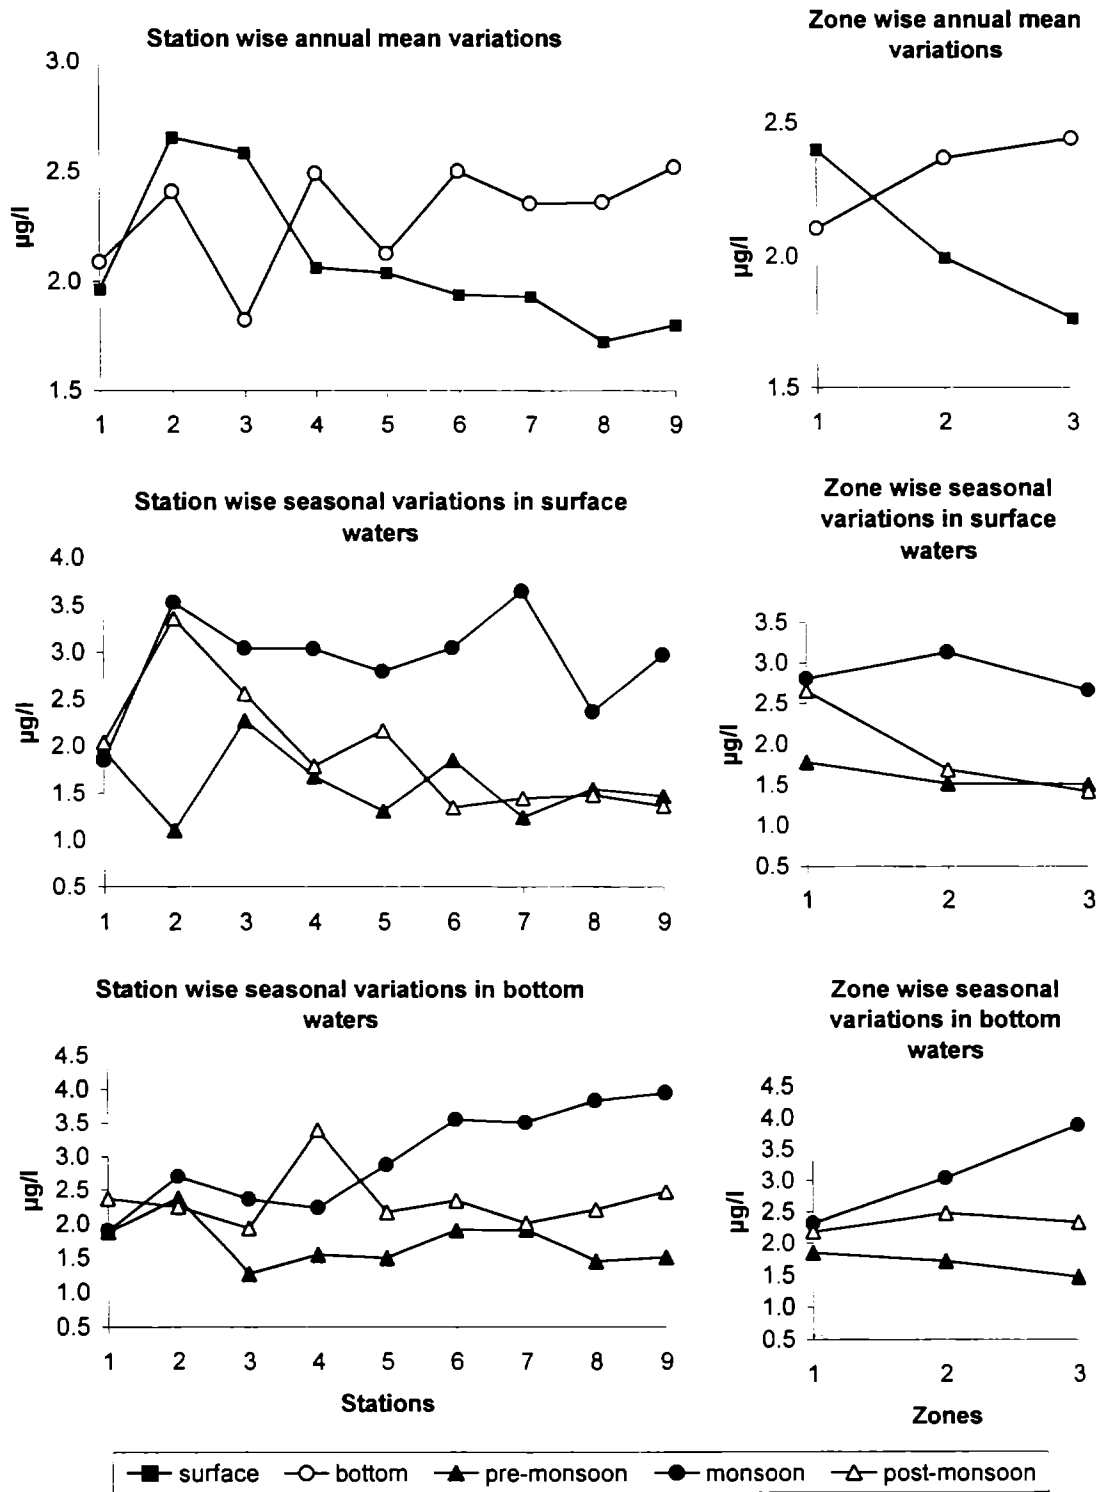 Station wise annual mean variations
3.0
2.5
2.0
1.5
µg/l
1 2 3 4 5 6 7 8 9
Zone wise annual mean
variations
2.5
2.0
1.5
µg/l
1 2 3
Station wise seasonal variations in surface
waters
4.0
3.5
3.0
2.5
2.0
1.5
1.0
0.5
µg/l
1 2 3 4 5 6 7 8 9
Zone wise seasonal
variations in surface
waters
3.5
3.0
2.5
2.0
1.5
1.0
0.5
µg/l
1 2 3
Station wise seasonal variations in bottom
waters
4.5
4.0
3.5
3.0
2.5
2.0
1.5
1.0
0.5
µg/l
1 2 3 4 5 6 7 8 9
Stations
Zone wise seasonal
variations in bottom
waters
4.5
4.0
3.5
3.0
2.5
2.0
1.5
1.0
0.5
µg/l
1 2 3
Zones
surface bottom pre-monsoon monsoon post-monsoon